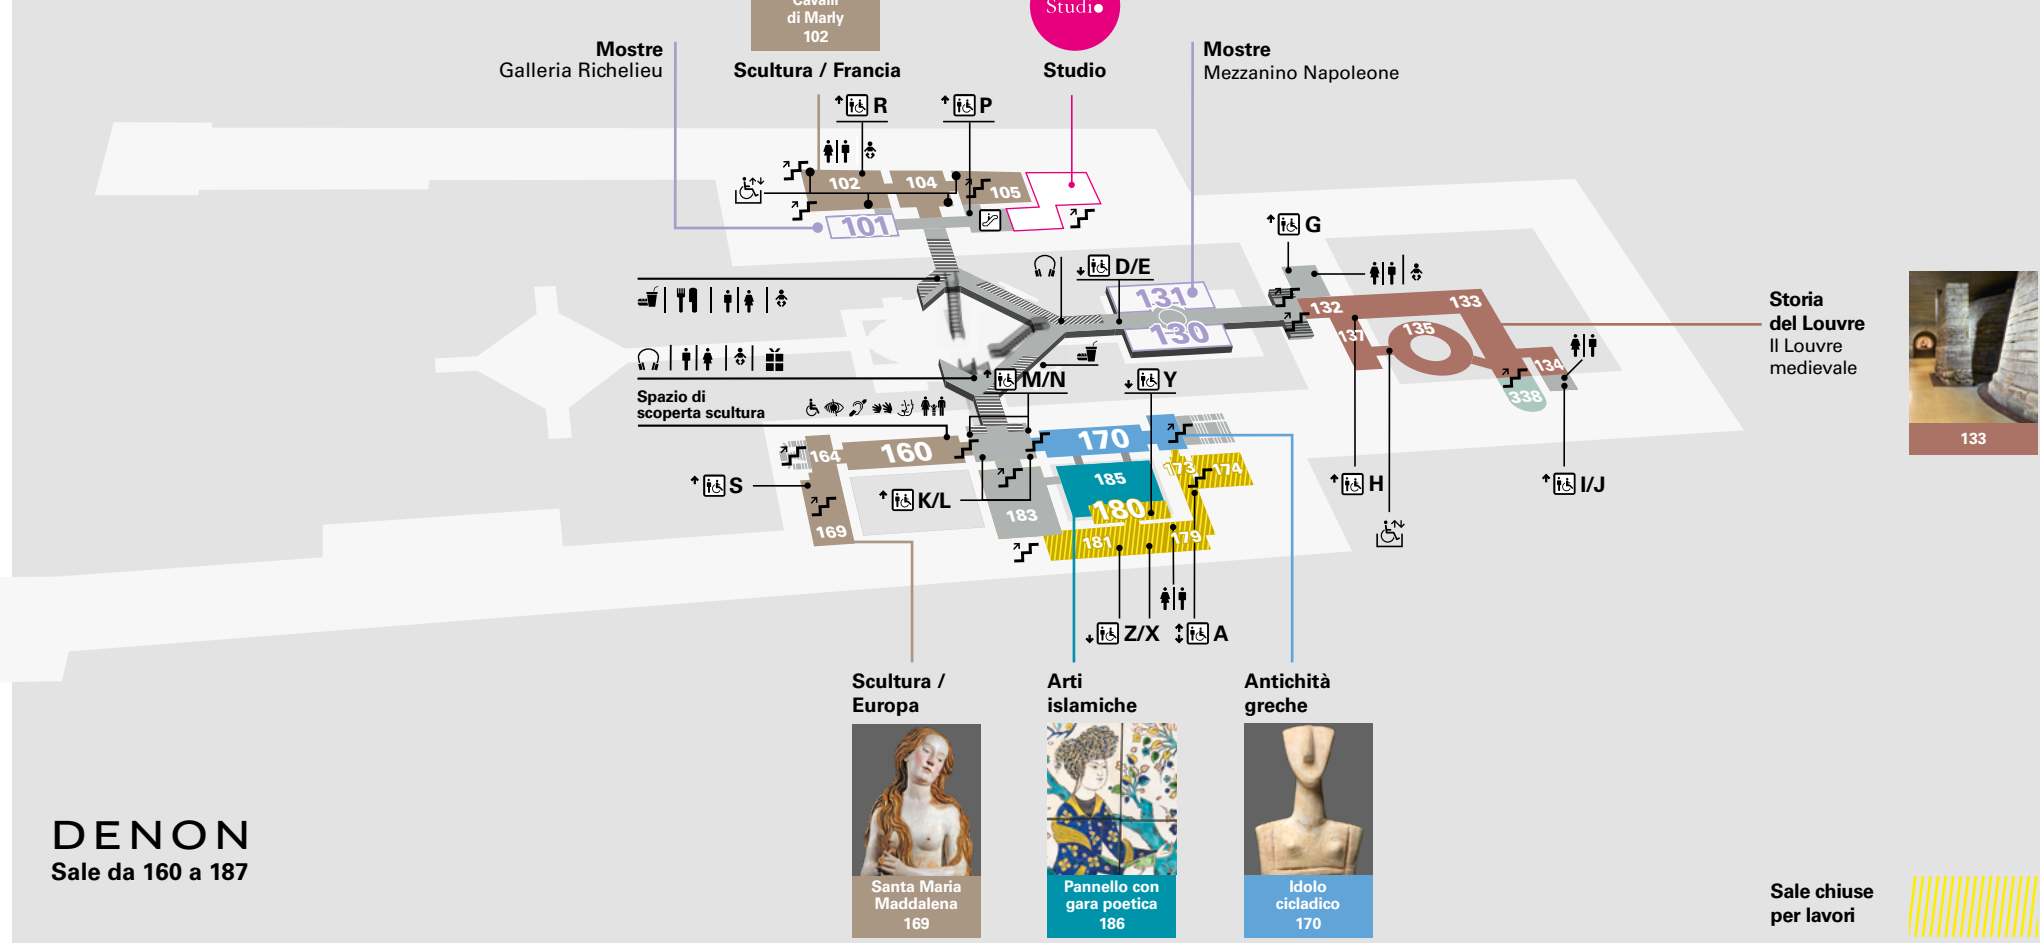 Cavalli
di Marly
102
Studio
Mostre
Galleria Richelieu
Scultura / Francia
Studio
Mostre
Mezzanino Napoleone
R
P
102
104
105
101
G
D/E
131
130
132
133
137
135
134
338
Storia
del Louvre
Il Louvre
medievale
133
M/N
Y
Spazio di
scoperta scultura
164
160
170
185
173
174
180
S
K/L
183
169
181
179
H
I/J
Z/X
A
Scultura /
Europa
Arti
islamiche
Antichità
greche
Santa Maria
Maddalena
169
Pannello con
gara poetica
186
Idolo
cicladico
170
DENON
Sale da 160 a 187
Sale chiuse
per lavori